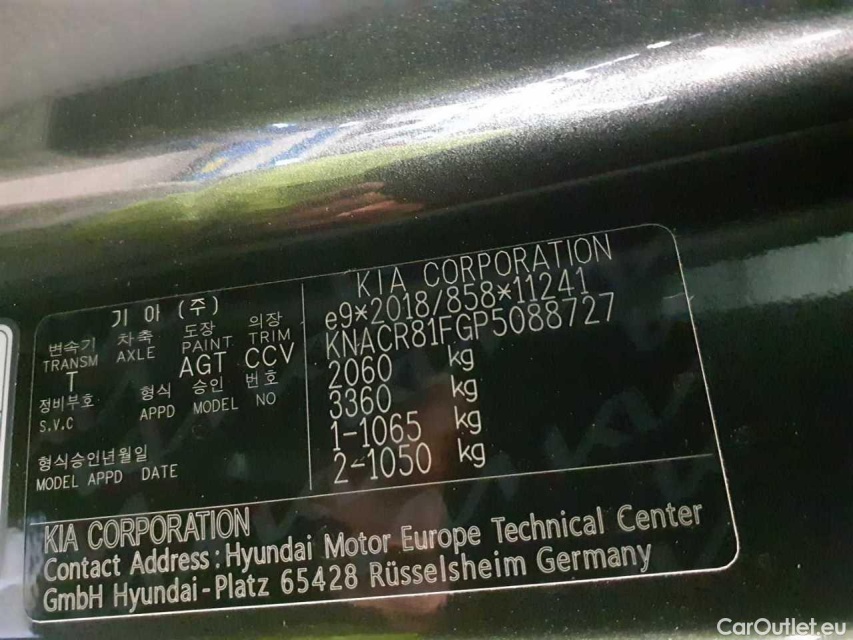 기 아 (주)
변속기 차축 도장 의장
TRANSM AXLE PAINT TRIM
T AGT CCV
정비부호 형식 승인 번호
S.V.C APPD MODEL NO
형식승인년월일
MODEL APPD DATE
KIA CORPORATION
e9*2018/858*11241
KNACR81FGP5088727
2060 kg
3360 kg
1-1065 kg
2-1050 kg
KIA CORPORATION
Contact Address : Hyundai Motor Europe Technical Center
GmbH Hyundai-Platz 65428 Rüsselsheim Germany
CarOutlet.eu